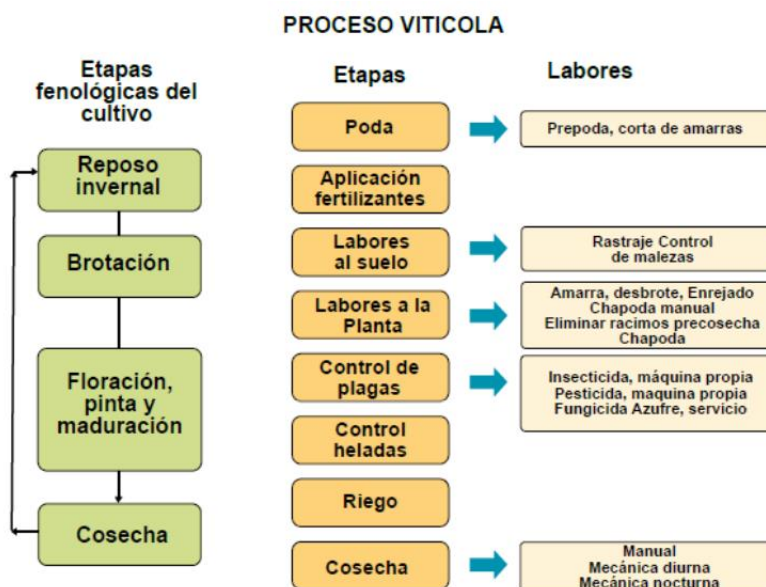 PROCESO VITICOLA
Etapas
fenológicas del
cultivo
Reposo
invernal
Brotación
Floración,
pinta y
maduración
Cosecha
Etapas
Poda
Aplicación
fertilizantes
Labores
al suelo
Labores a la
Planta
Control de
plagas
Control
heladas
Riego
Cosecha
Labores
Prepoda, corta de amarras
Rastraje Control
de malezas
Amarra, desbrote, Enrejado
Chapoda manual
Eliminar racimos precosecha
Chapoda
Insecticida, máquina propia
Pesticida, maquina propia
Fungicida Azufre, servicio
Manual
Mecánica diurna
Mecánica nocturna